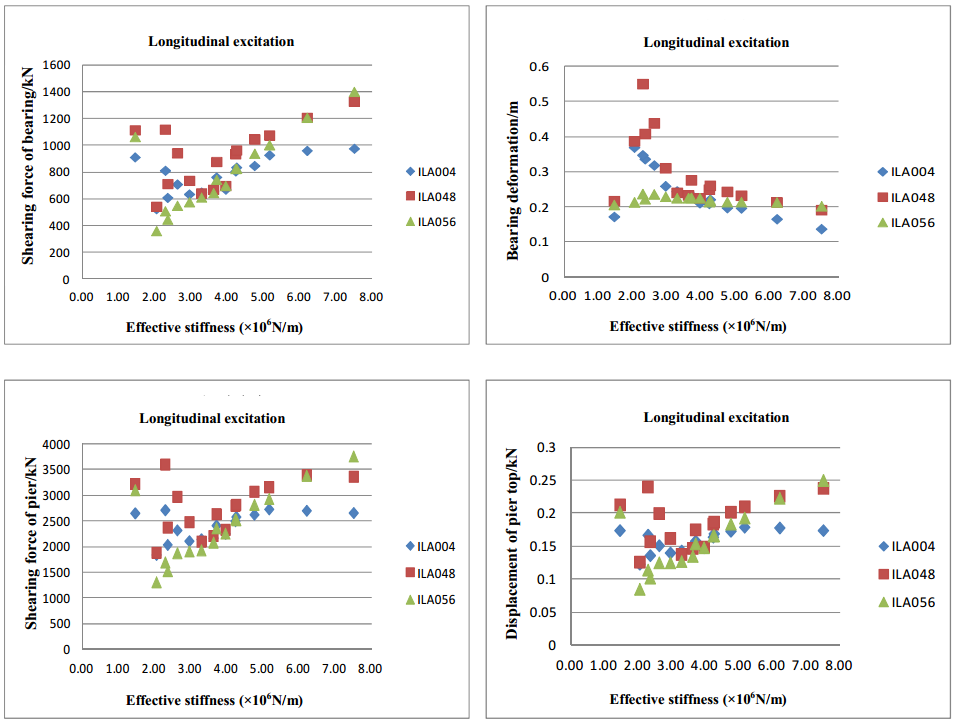 Longitudinal excitation
Shearing force of bearing/kN
1600
1400
1200
1000
800
600
400
200
0
0.00 1.00 2.00 3.00 4.00 5.00 6.00 7.00 8.00
Effective stiffness (×10⁶N/m)
ILA004
ILA048
ILA056
Longitudinal excitation
Bearing deformation/m
0.6
0.5
0.4
0.3
0.2
0.1
0
0.00 1.00 2.00 3.00 4.00 5.00 6.00 7.00 8.00
Effective stiffness (×10⁶N/m)
ILA004
ILA048
ILA056
Longitudinal excitation
Shearing force of pier/kN
4000
3500
3000
2500
2000
1500
1000
500
0
0.00 1.00 2.00 3.00 4.00 5.00 6.00 7.00 8.00
Effective stiffness (×10⁶N/m)
ILA004
ILA048
ILA056
Longitudinal excitation
Displacement of pier top/kN
0.3
0.25
0.2
0.15
0.1
0.05
0
0.00 1.00 2.00 3.00 4.00 5.00 6.00 7.00 8.00
Effective stiffness (×10⁶N/m)
ILA004
ILA048
ILA056